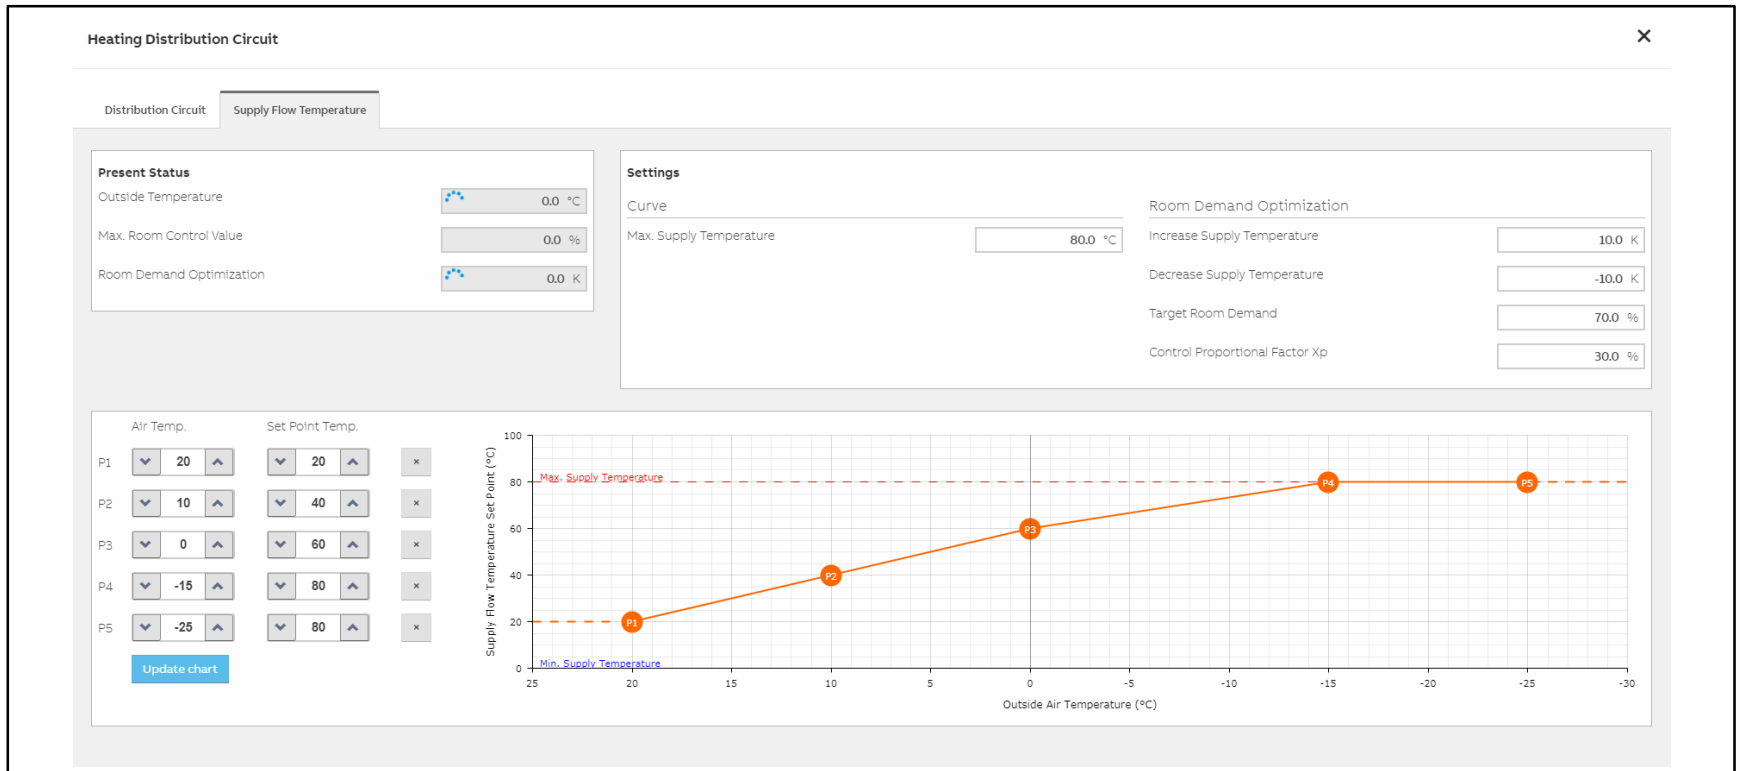 Heating Distribution Circuit
×
Distribution Circuit
Supply Flow Temperature
Present Status
Outside Temperature
0.0 °C
Max. Room Control Value
0.0 %
Room Demand Optimization
0.0 K
Settings
Curve
Max. Supply Temperature
80.0 °C
Room Demand Optimization
Increase Supply Temperature
10.0 K
Decrease Supply Temperature
-10.0 K
Target Room Demand
70.0 %
Control Proportional Factor Xp
30.0 %
Air Temp. Set Point Temp.
P1 20 20 ×
P2 10 40 ×
P3 0 60 ×
P4 -15 80 ×
P5 -25 80 ×
Update chart
Supply Flow Temperature Set Point (°C)
100
80
60
40
20
0
Max. Supply Temperature
Min. Supply Temperature
P1
P2
P3
P4
P5
25 20 15 10 5 0 -5 -10 -15 -20 -25 -30
Outside Air Temperature (°C)